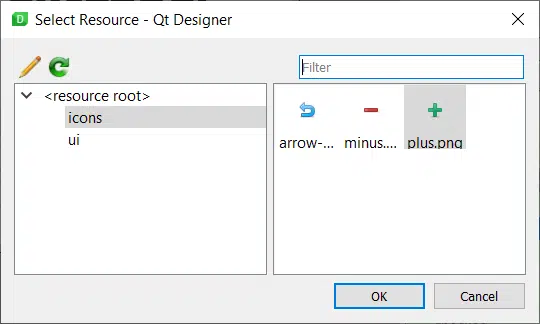 Select Resource - Qt Designer
Filter
<resource root>
icons
ui
arrow-... minus.... plus.png
OK Cancel